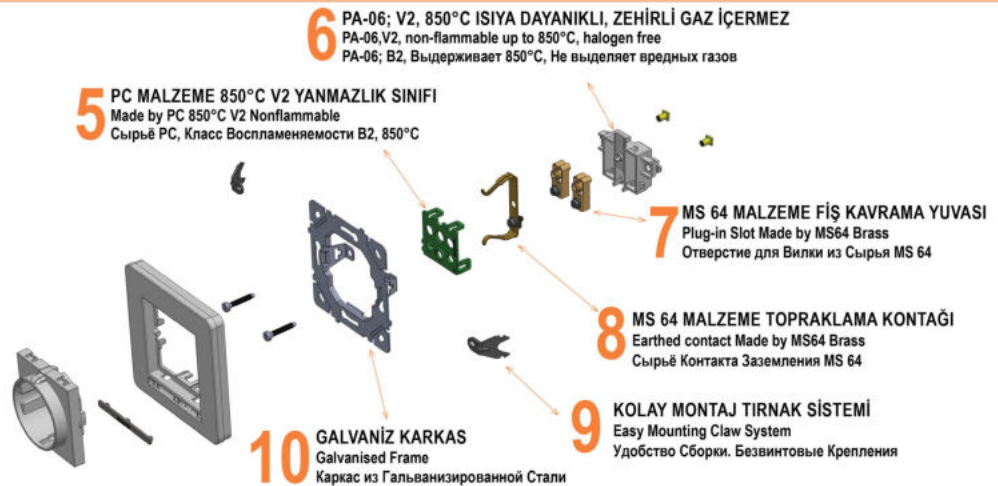 6 PA-06; V2, 850°C ISIYA DAYANIKLI, ZEHİRLİ GAZ İÇERMEZ
PA-06,V2, non-flammable up to 850°C, halogen free
PA-06; В2, Выдерживает 850°С, Не выделяет вредных газов
5 PC MALZEME 850°C V2 YANMAZLIK SINIFI
Made by PC 850°C V2 Nonflammable
Сырьё PC, Класс Воспламеняемости В2, 850°С
7 MS 64 MALZEME FİŞ KAVRAMA YUVASI
Plug-in Slot Made by MS64 Brass
Отверстие для Вилки из Сырья MS 64
8 MS 64 MALZEME TOPRAKLAMA KONTAĞI
Earthed contact Made by MS64 Brass
Сырьё Контакта Заземления MS 64
9 KOLAY MONTAJ TIRNAK SİSTEMİ
Easy Mounting Claw System
Удобство Сборки. Безвинтовые Крепления
10 GALVANİZ KARKAS
Galvanised Frame
Каркас из Гальванизированной Стали